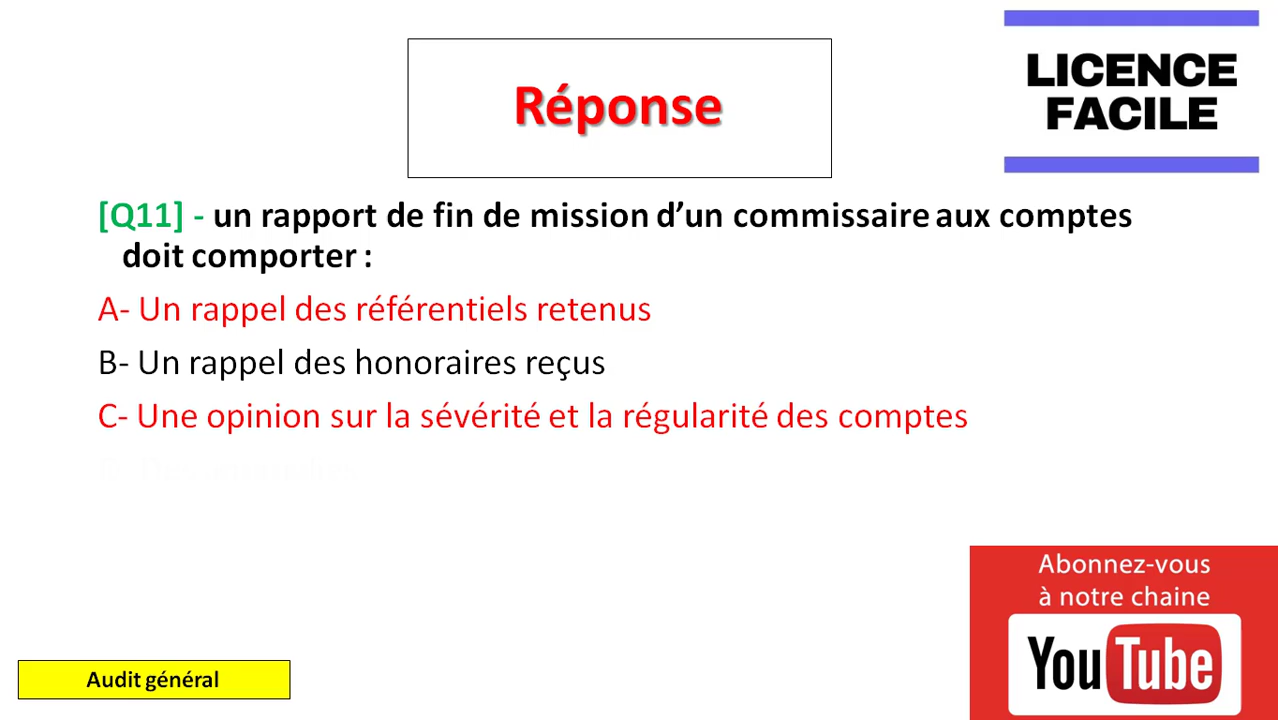 LICENCE
FACILE
Réponse
[Q11] - un rapport de fin de mission d’un commissaire aux comptes
doit comporter :
A- Un rappel des référentiels retenus
B- Un rappel des honoraires reçus
C- Une opinion sur la sévérité et la régularité des comptes
Abonnez-vous
à notre chaine
YouTube
Audit général